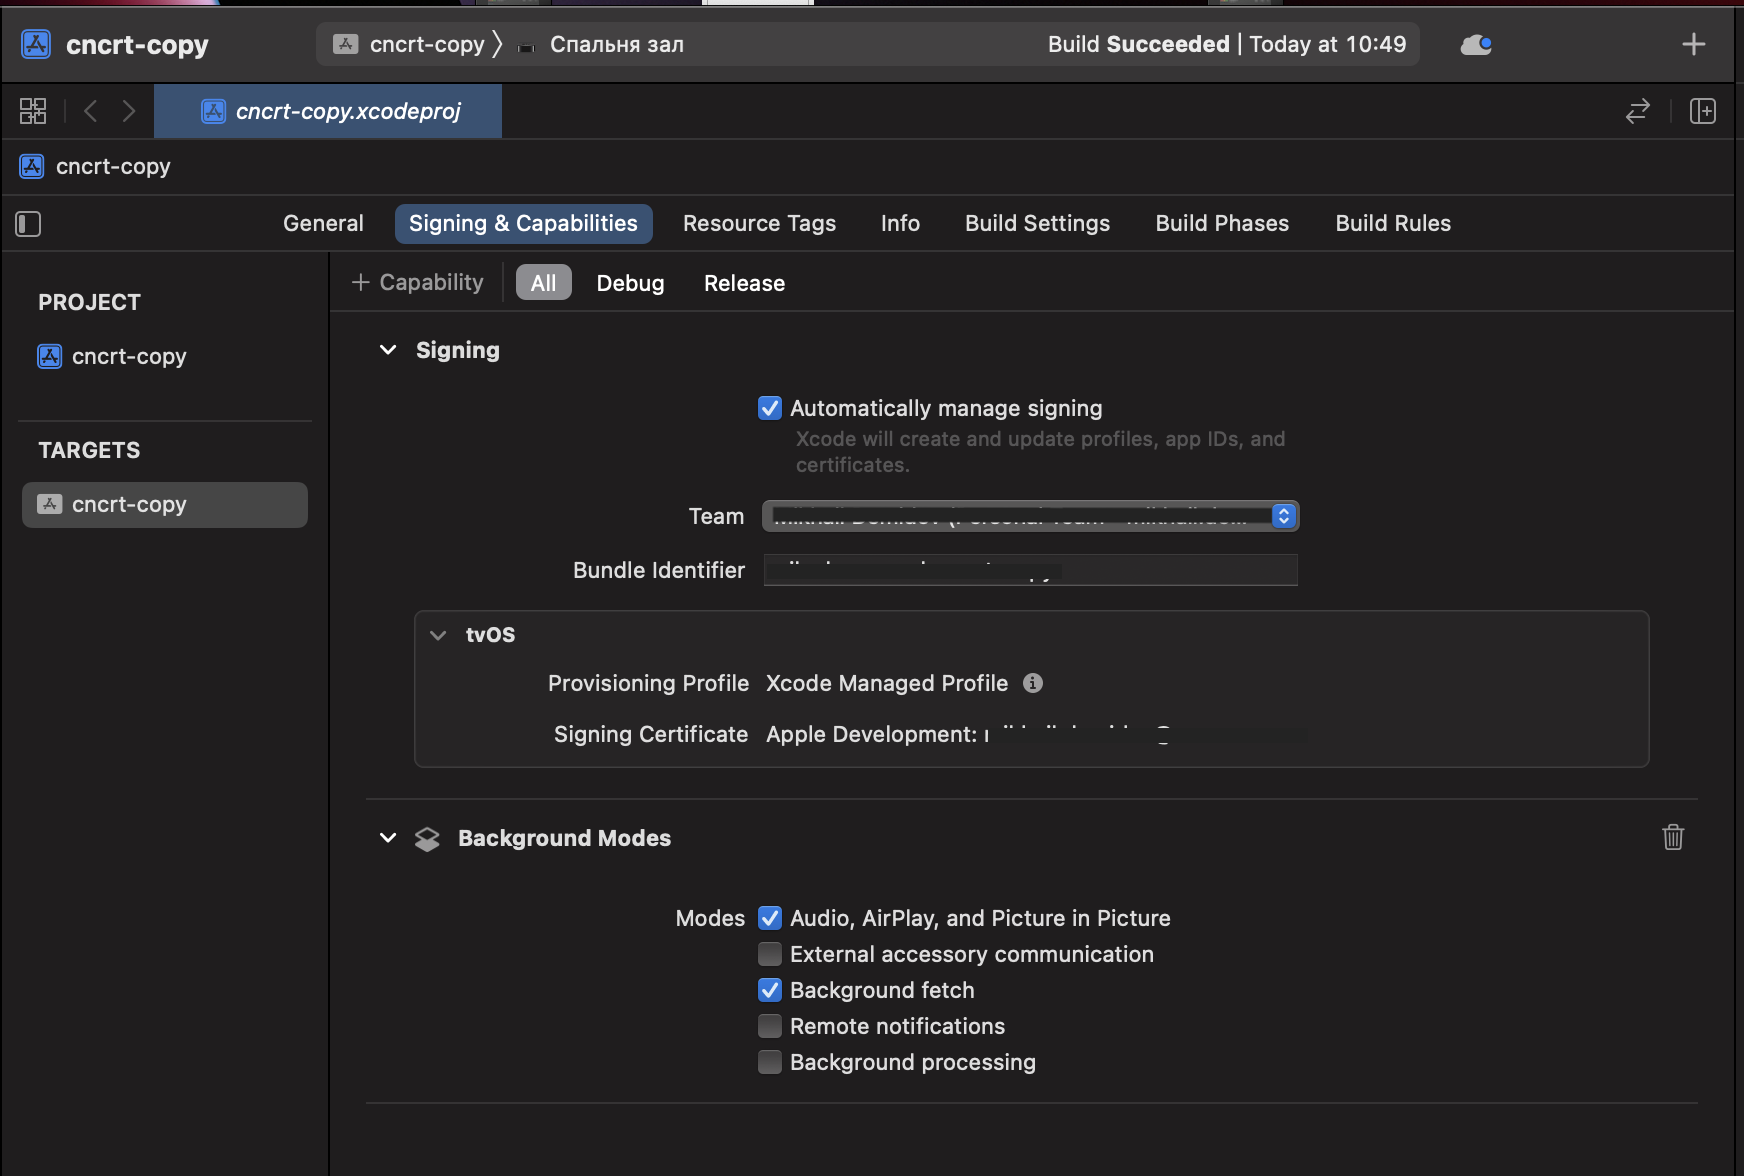 cncrt-copy
cncrt-copy 〉 Спальня зал
Build Succeeded | Today at 10:49
cncrt-copy.xcodeproj
cncrt-copy
General Signing & Capabilities Resource Tags Info Build Settings Build Phases Build Rules
PROJECT
cncrt-copy
TARGETS
cncrt-copy
+ Capability All Debug Release
Signing
Automatically manage signing
Xcode will create and update profiles, app IDs, and
certificates.
Team
Bundle Identifier
tvOS
Provisioning Profile Xcode Managed Profile
Signing Certificate Apple Development:
Background Modes
Modes Audio, AirPlay, and Picture in Picture
External accessory communication
Background fetch
Remote notifications
Background processing